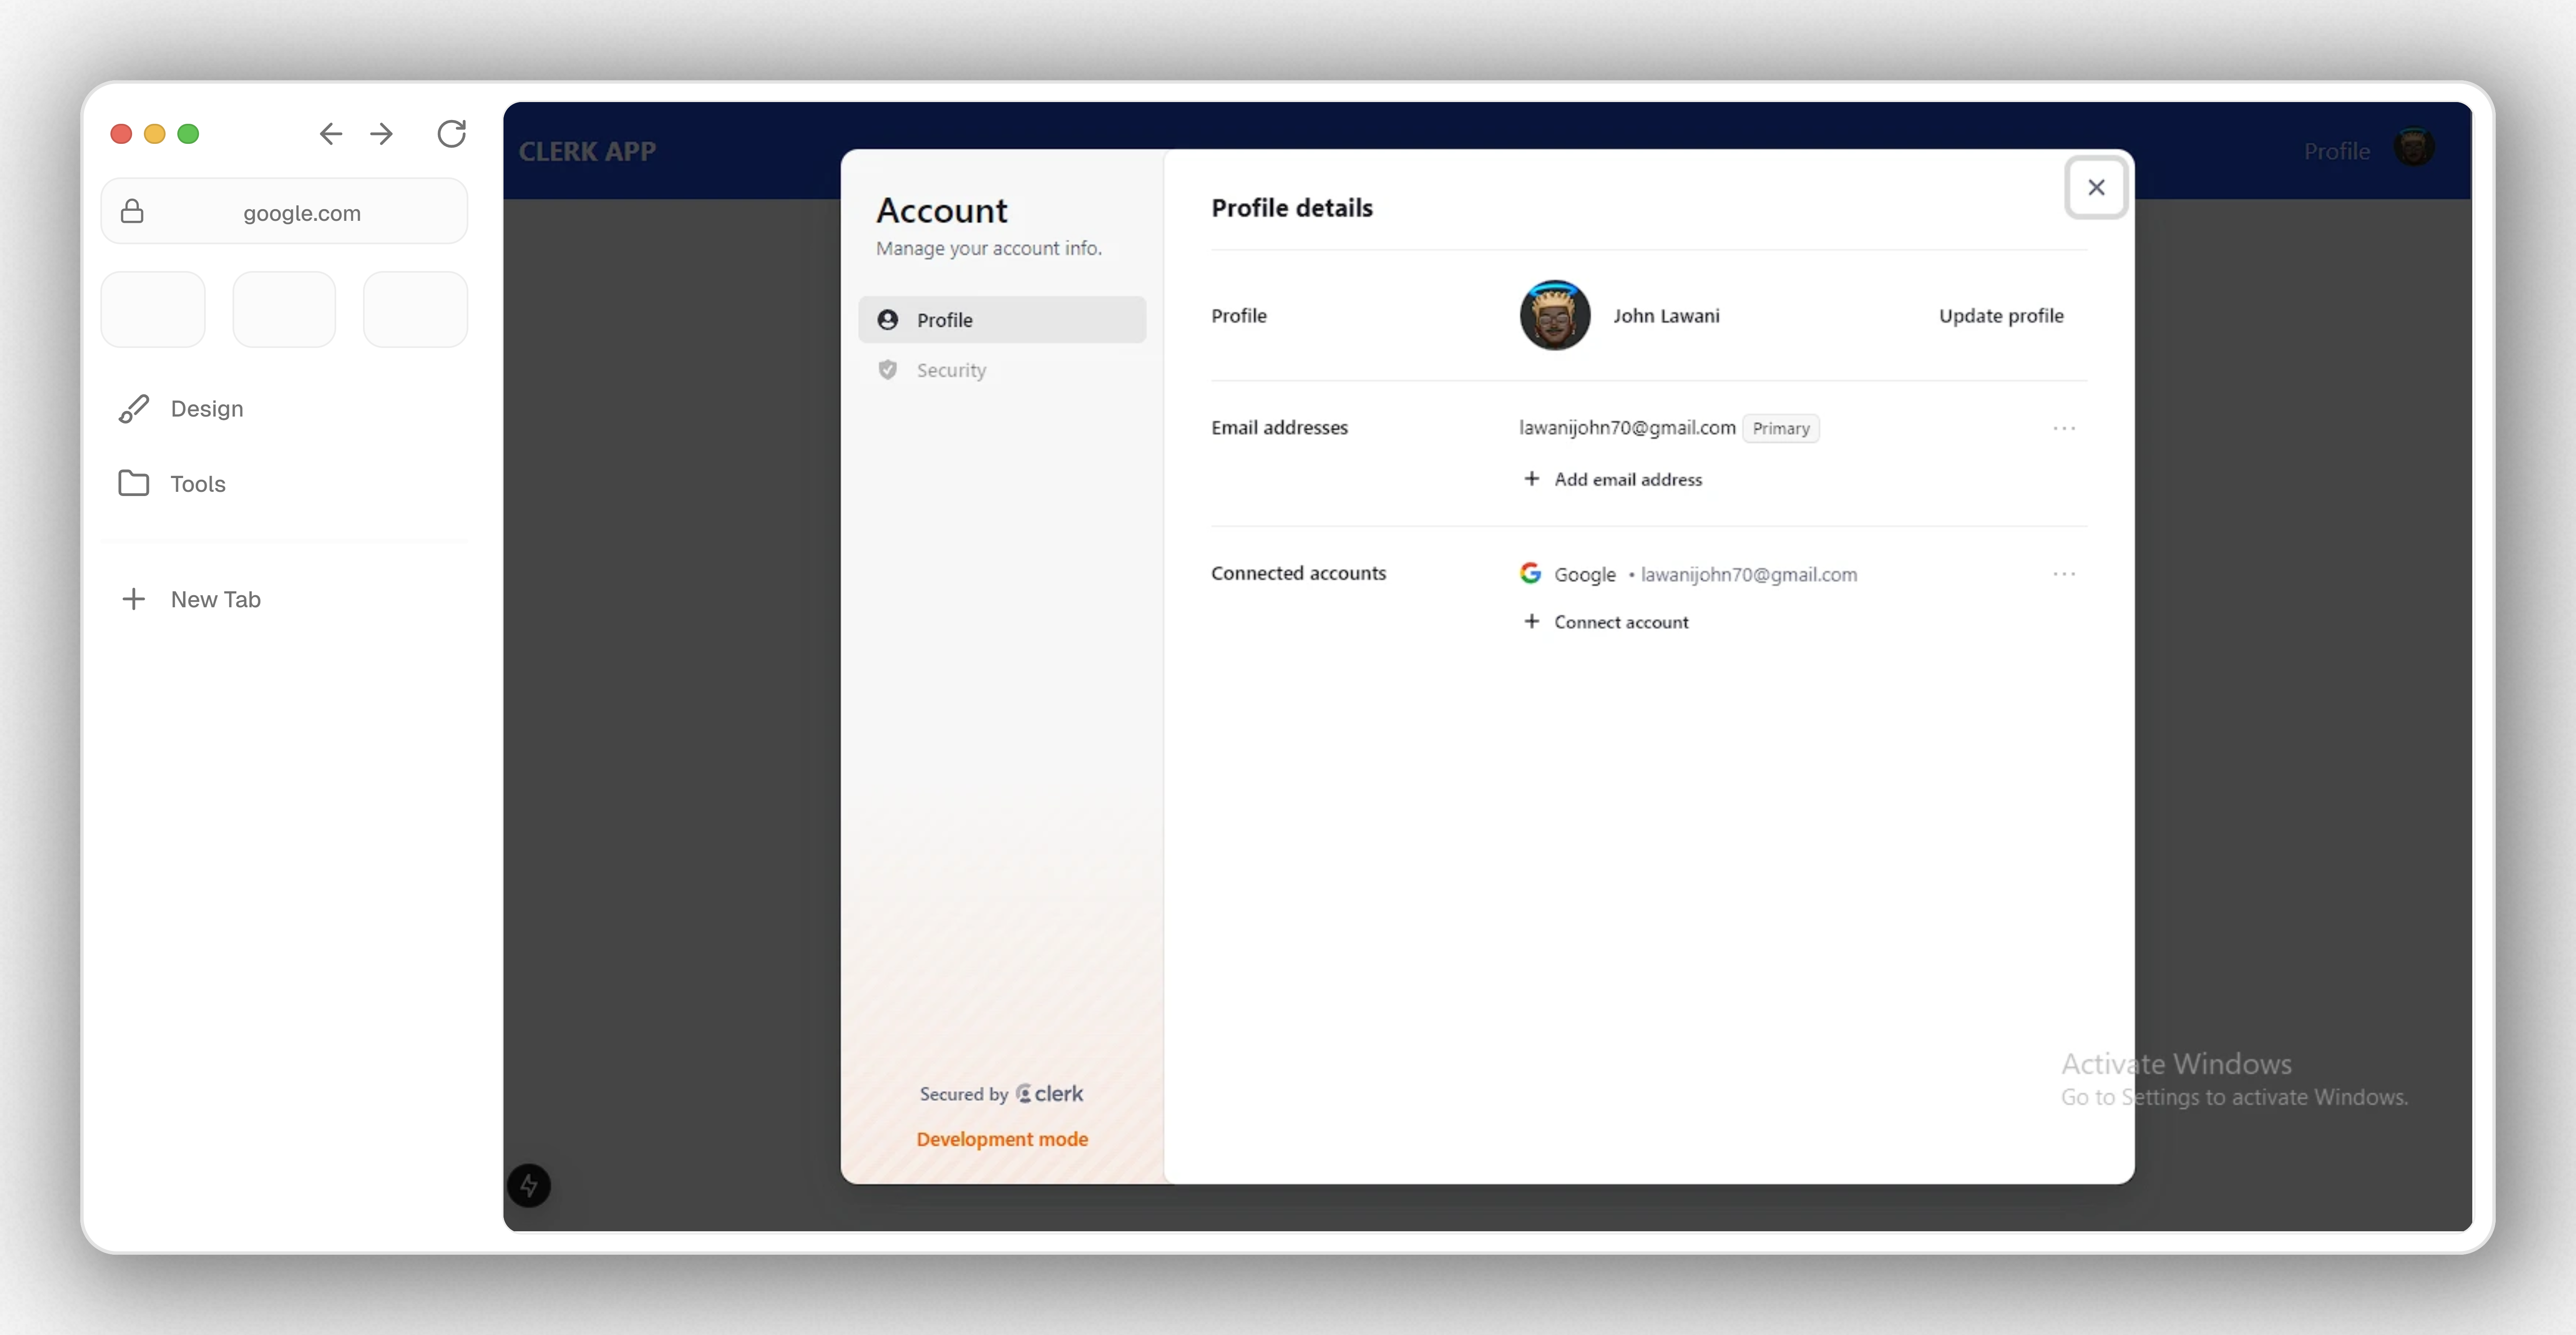 google.com
Design
Tools
New Tab
CLERK APP
Profile
Account
Manage your account info.
Profile
Security
Secured by clerk
Development mode
Profile details
Profile
John Lawani
Update profile
Email addresses
lawanijohn70@gmail.com Primary
Add email address
Connected accounts
Google • lawanijohn70@gmail.com
Connect account
Activate Windows
Go to Settings to activate Windows.